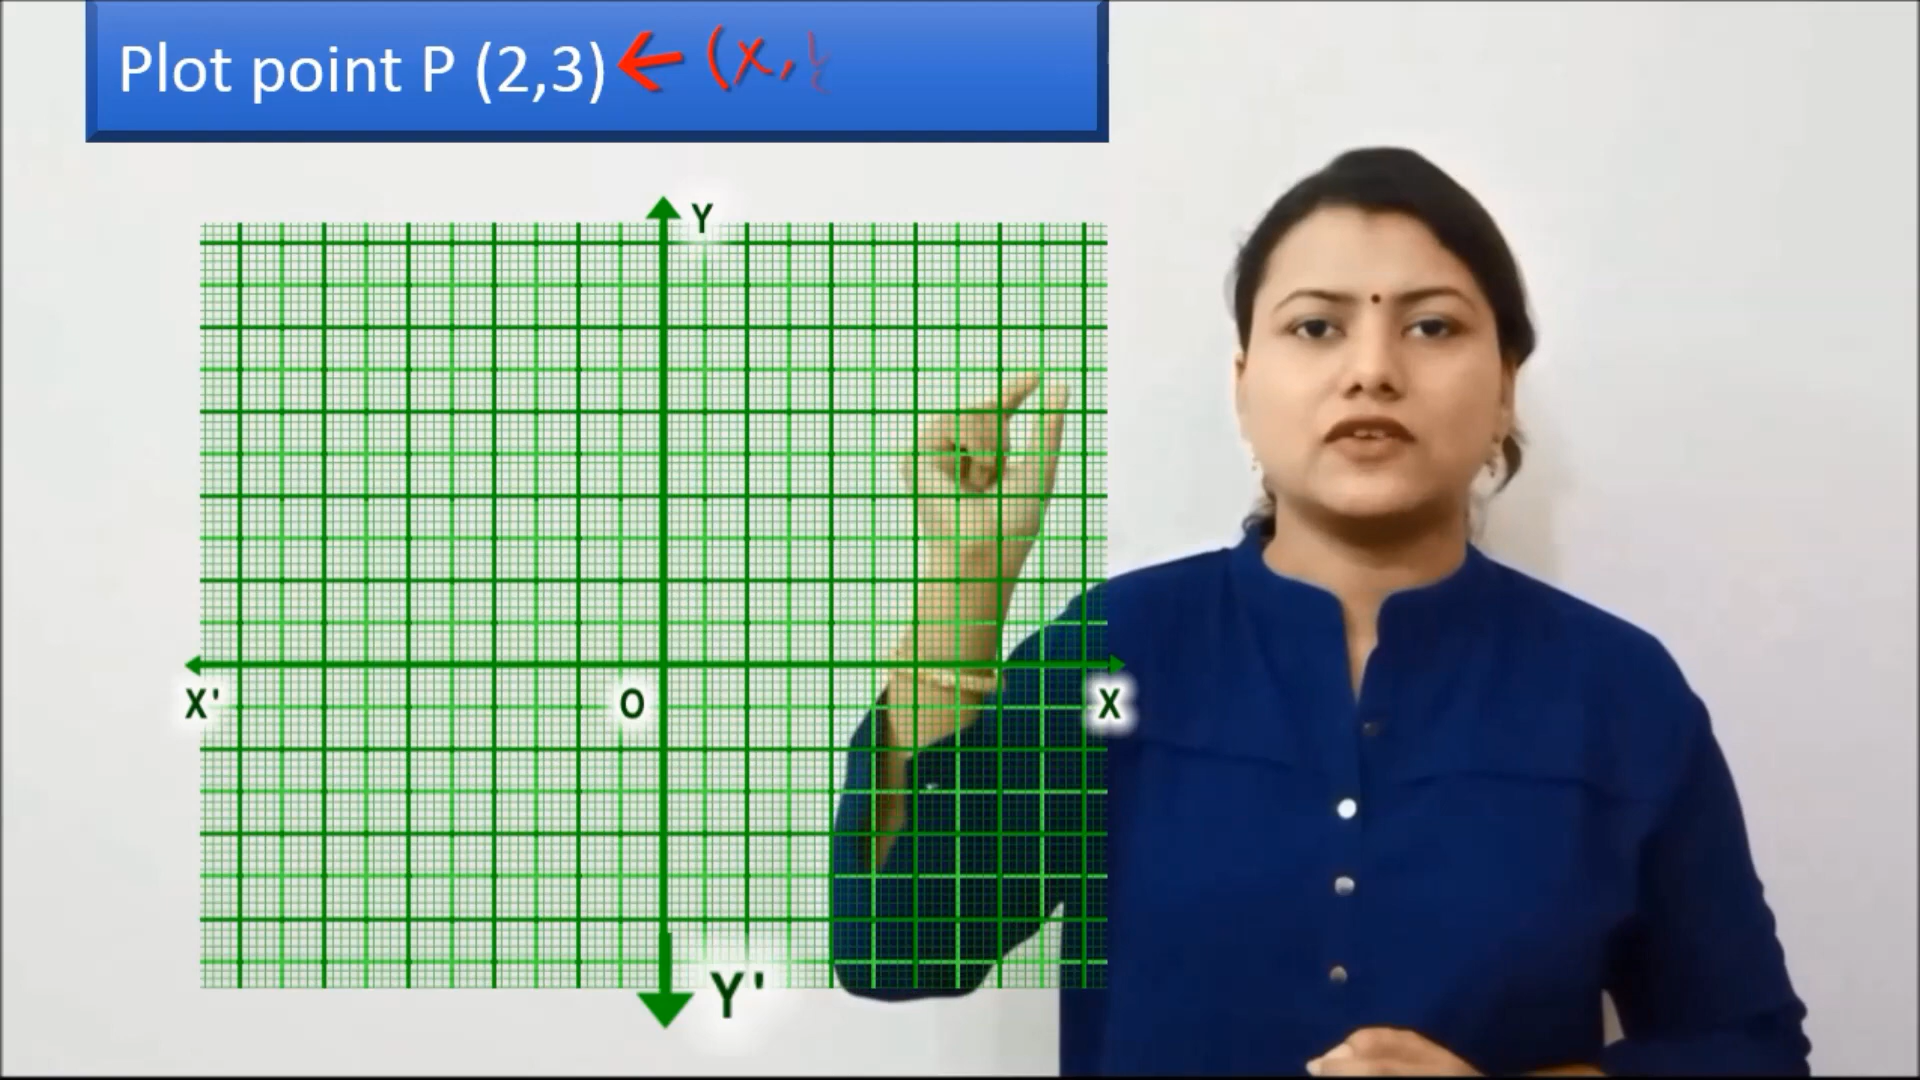 Plot point P (2,3) ← (x,
Y
X' O X
Y'